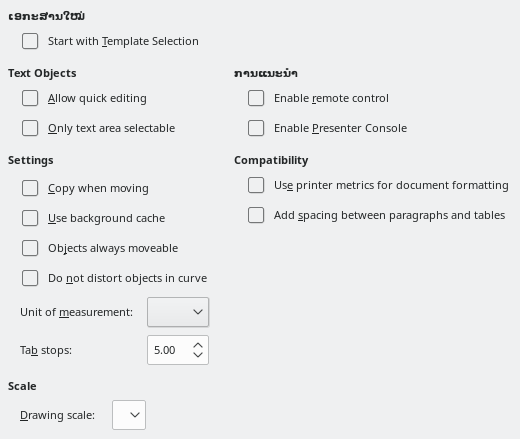 ເອກະສານໃໝ່
Start with Template Selection
Text Objects
Allow quick editing
Only text area selectable
ການແນະນຳ
Enable remote control
Enable Presenter Console
Settings
Copy when moving
Use background cache
Objects always moveable
Do not distort objects in curve
Unit of measurement:
Tab stops: 5.00
Compatibility
Use printer metrics for document formatting
Add spacing between paragraphs and tables
Scale
Drawing scale: